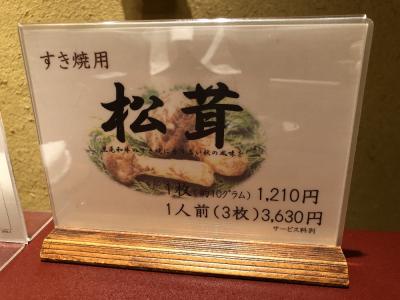 すき焼用
松茸
1枚(約10グラム) 1,210円
1人前(3枚) 3,630円
サービス料別